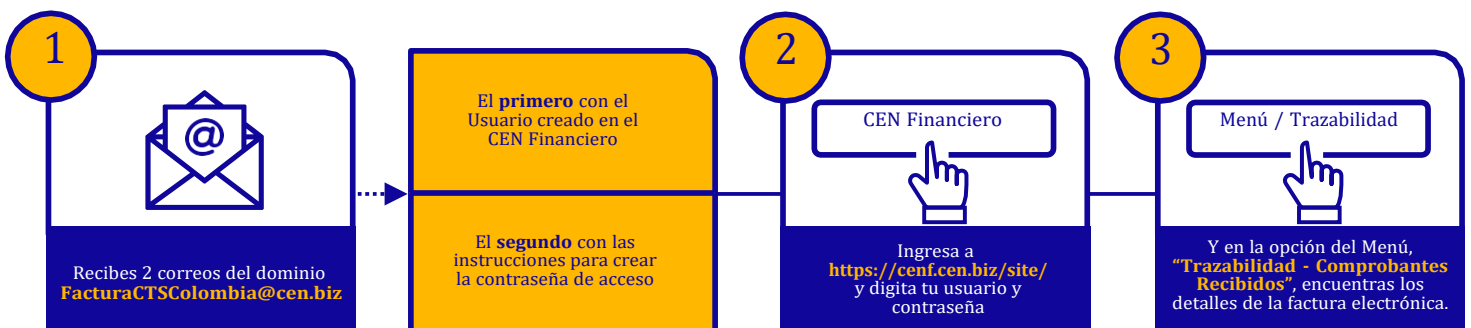 1
@
Recibes 2 correos del dominio
FacturaCTSColombia@cen.biz
El primero con el
Usuario creado en el
CEN Financiero
El segundo con las
instrucciones para crear
la contraseña de acceso
2
CEN Financiero
Ingresa a
https://cenf.cen.biz/site/
y digita tu usuario y
contraseña
3
Menú / Trazabilidad
Y en la opción del Menú,
“Trazabilidad - Comprobantes
Recibidos”, encuentras los
detalles de la factura electrónica.